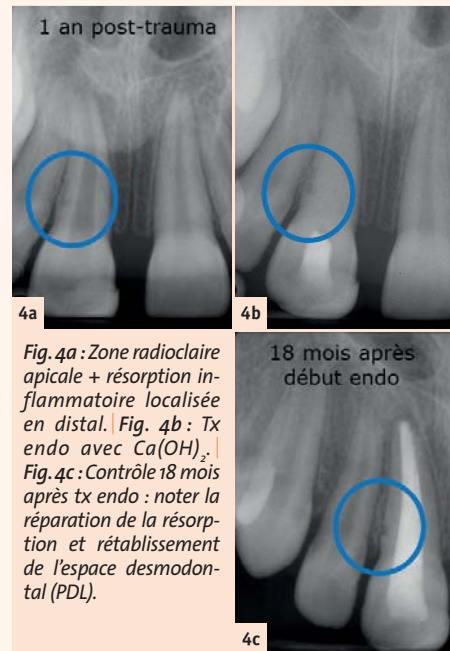 1 an post-trauma
4a
4b
Fig. 4a : Zone radioclaire
apicale + résorption in-
flammatoire localisée
en distal. | Fig. 4b : Tx
endo avec Ca(OH)₂. |
Fig. 4c : Contrôle 18 mois
après tx endo : noter la
réparation de la résorp-
tion et rétablissement
de l'espace desmodon-
tal (PDL).
18 mois après
début endo
4c